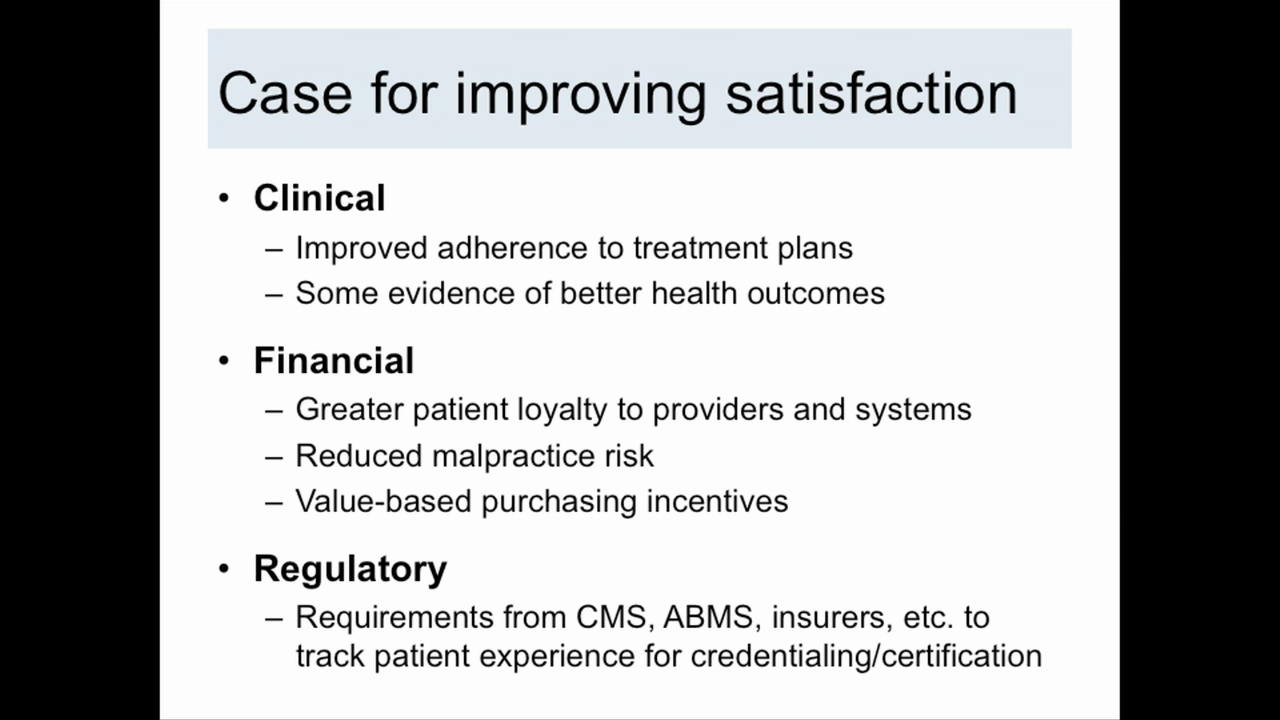 Case for improving satisfaction
• Clinical
– Improved adherence to treatment plans
– Some evidence of better health outcomes
• Financial
– Greater patient loyalty to providers and systems
– Reduced malpractice risk
– Value-based purchasing incentives
• Regulatory
– Requirements from CMS, ABMS, insurers, etc. to
track patient experience for credentialing/certification